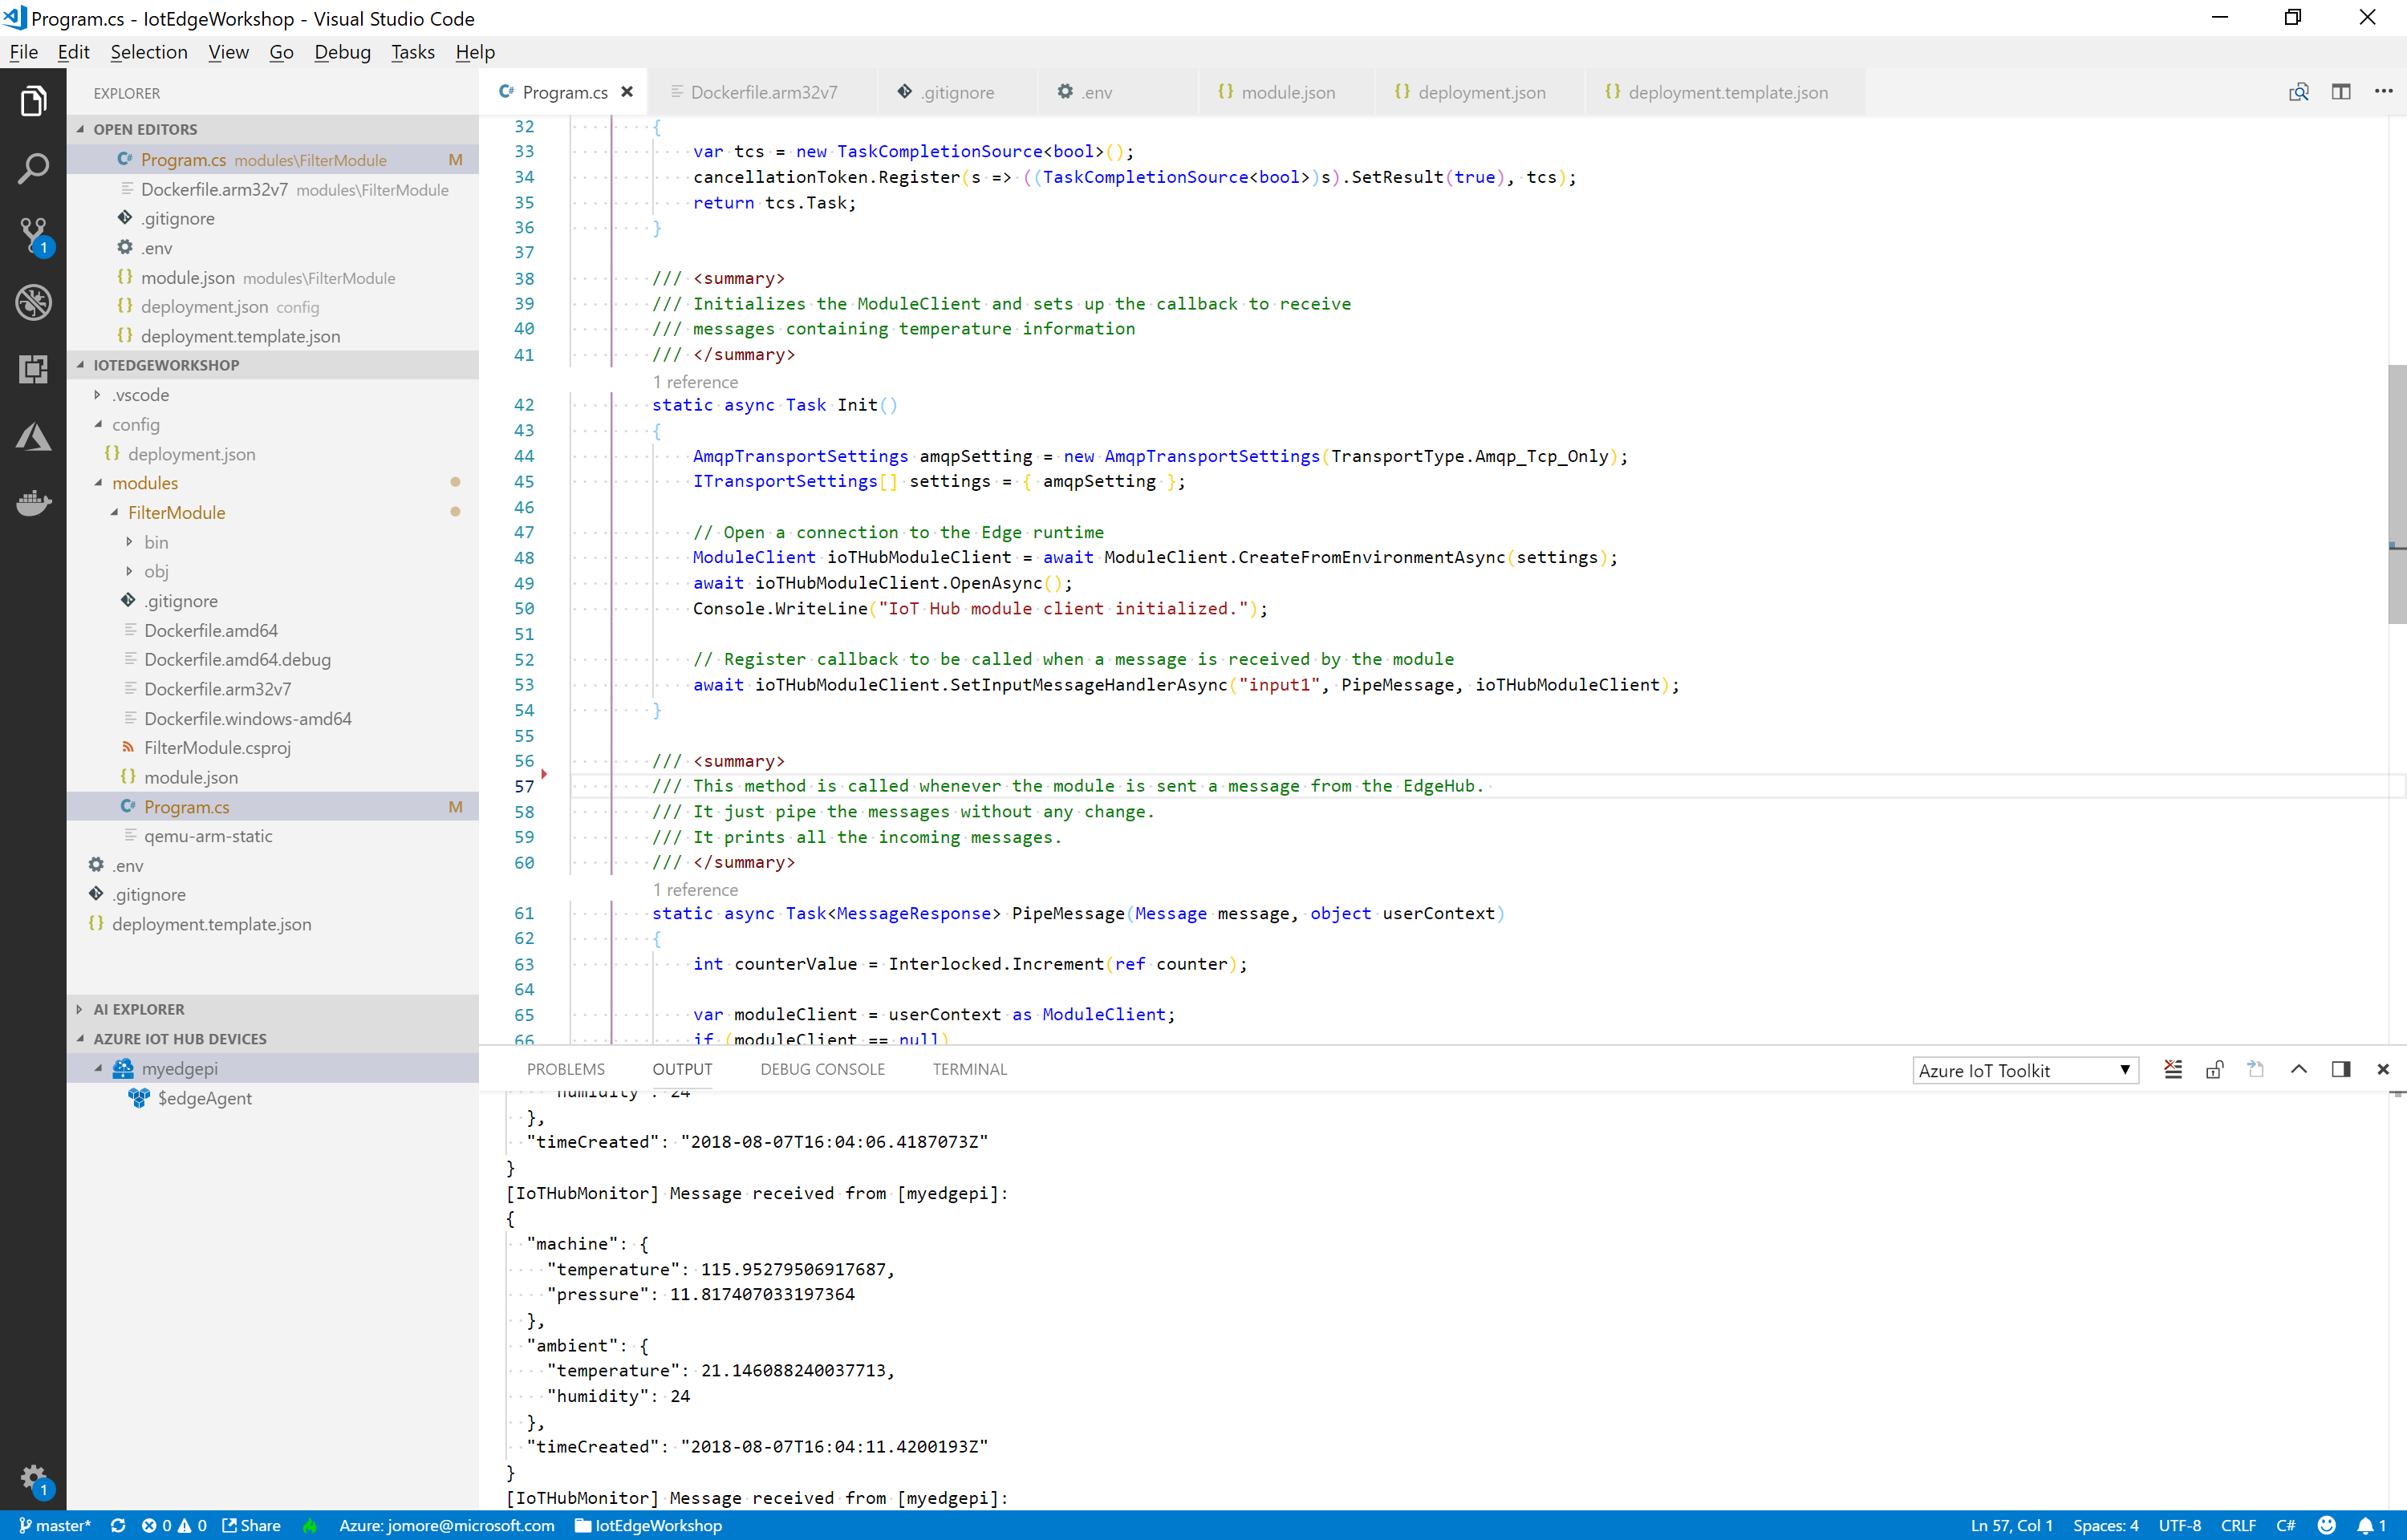 Program.cs - IotEdgeWorkshop - Visual Studio Code
File Edit Selection View Go Debug Tasks Help
EXPLORER
OPEN EDITORS
Program.cs modules\FilterModule M
Dockerfile.arm32v7 modules\FilterModule
.gitignore
.env
module.json modules\FilterModule
deployment.json config
deployment.template.json
IOTEDGEWORKSHOP
.vscode
config
deployment.json
modules
FilterModule
bin
obj
.gitignore
Dockerfile.amd64
Dockerfile.amd64.debug
Dockerfile.arm32v7
Dockerfile.windows-amd64
FilterModule.csproj
module.json
Program.cs M
qemu-arm-static
.env
.gitignore
deployment.template.json
AI EXPLORER
AZURE IOT HUB DEVICES
myedgepi
$edgeAgent
1
1
Program.cs Dockerfile.arm32v7 .gitignore .env module.json deployment.json deployment.template.json
32 {
33 var tcs = new TaskCompletionSource<bool>();
34 cancellationToken.Register(s => ((TaskCompletionSource<bool>)s).SetResult(true), tcs);
35 return tcs.Task;
36 }
37
38 /// <summary>
39 /// Initializes the ModuleClient and sets up the callback to receive
40 /// messages containing temperature information
41 /// </summary>
1 reference
42 static async Task Init()
43 {
44 AmqpTransportSettings amqpSetting = new AmqpTransportSettings(TransportType.Amqp_Tcp_Only);
45 ITransportSettings[] settings = { amqpSetting };
46
47 // Open a connection to the Edge runtime
48 ModuleClient ioTHubModuleClient = await ModuleClient.CreateFromEnvironmentAsync(settings);
49 await ioTHubModuleClient.OpenAsync();
50 Console.WriteLine("IoT Hub module client initialized.");
51
52 // Register callback to be called when a message is received by the module
53 await ioTHubModuleClient.SetInputMessageHandlerAsync("input1", PipeMessage, ioTHubModuleClient);
54 }
55
56 /// <summary>
57 /// This method is called whenever the module is sent a message from the EdgeHub.
58 /// It just pipe the messages without any change.
59 /// It prints all the incoming messages.
60 /// </summary>
1 reference
61 static async Task<MessageResponse> PipeMessage(Message message, object userContext)
62 {
63 int counterValue = Interlocked.Increment(ref counter);
64
65 var moduleClient = userContext as ModuleClient;
66 if (moduleClient == null)
PROBLEMS OUTPUT DEBUG CONSOLE TERMINAL Azure IoT Toolkit
"humidity": 24
},
"timeCreated": "2018-08-07T16:04:06.4187073Z"
}
[IoTHubMonitor] Message received from [myedgepi]:
{
"machine": {
"temperature": 115.95279506917687,
"pressure": 11.817407033197364
},
"ambient": {
"temperature": 21.146088240037713,
"humidity": 24
},
"timeCreated": "2018-08-07T16:04:11.4200193Z"
}
[IoTHubMonitor] Message received from [myedgepi]:
master* 0 0 Share Azure: jomore@microsoft.com IotEdgeWorkshop Ln 57, Col 1 Spaces: 4 UTF-8 CRLF C# 1